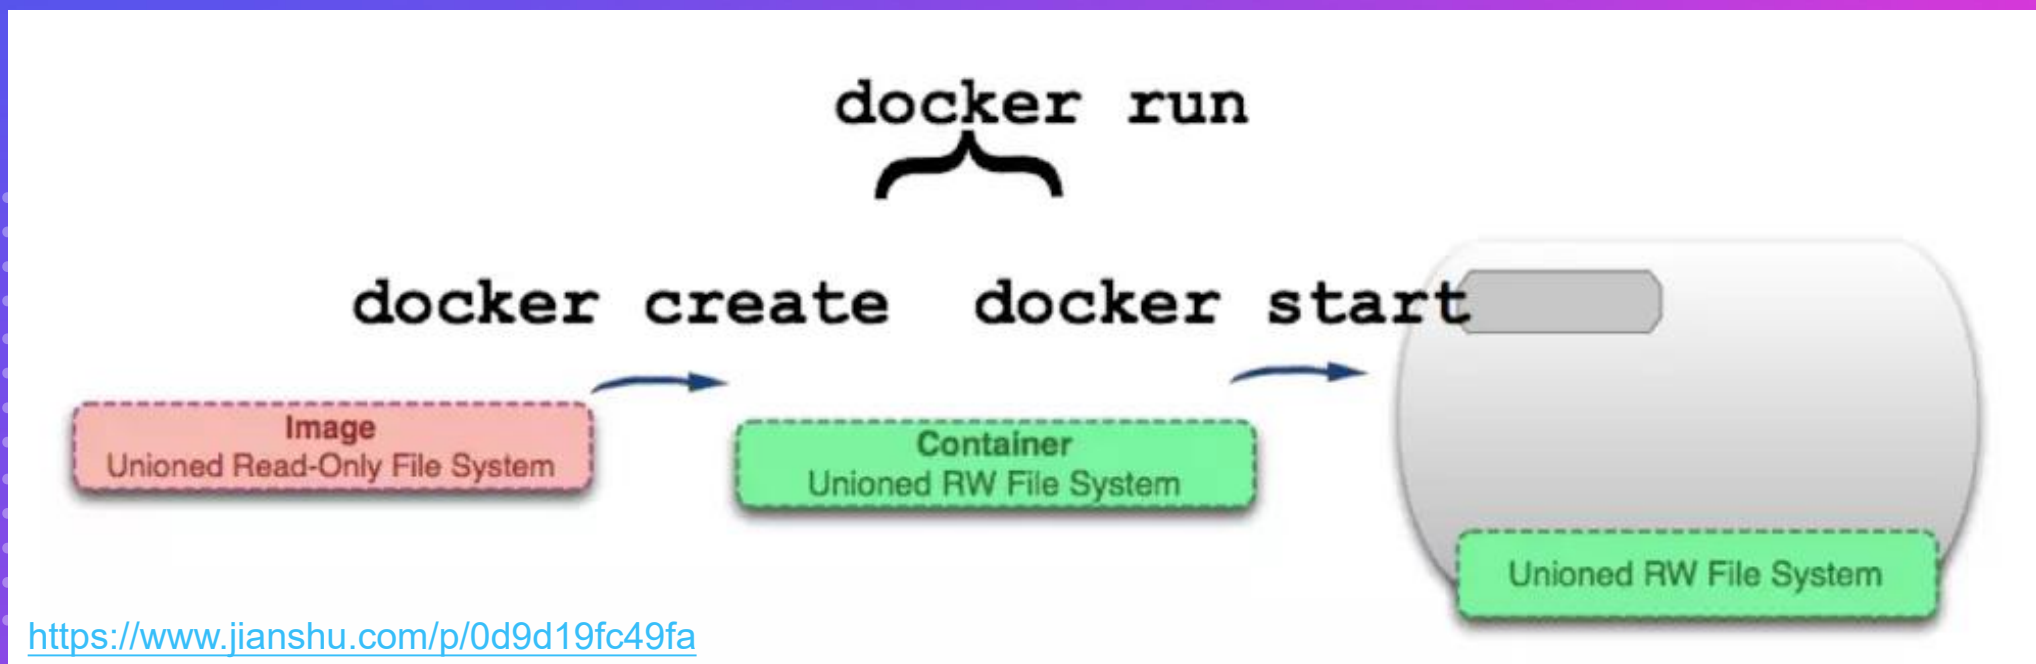 docker run
docker create docker start
Image
Unioned Read-Only File System
Container
Unioned RW File System
Unioned RW File System
https://www.jianshu.com/p/0d9d19fc49fa